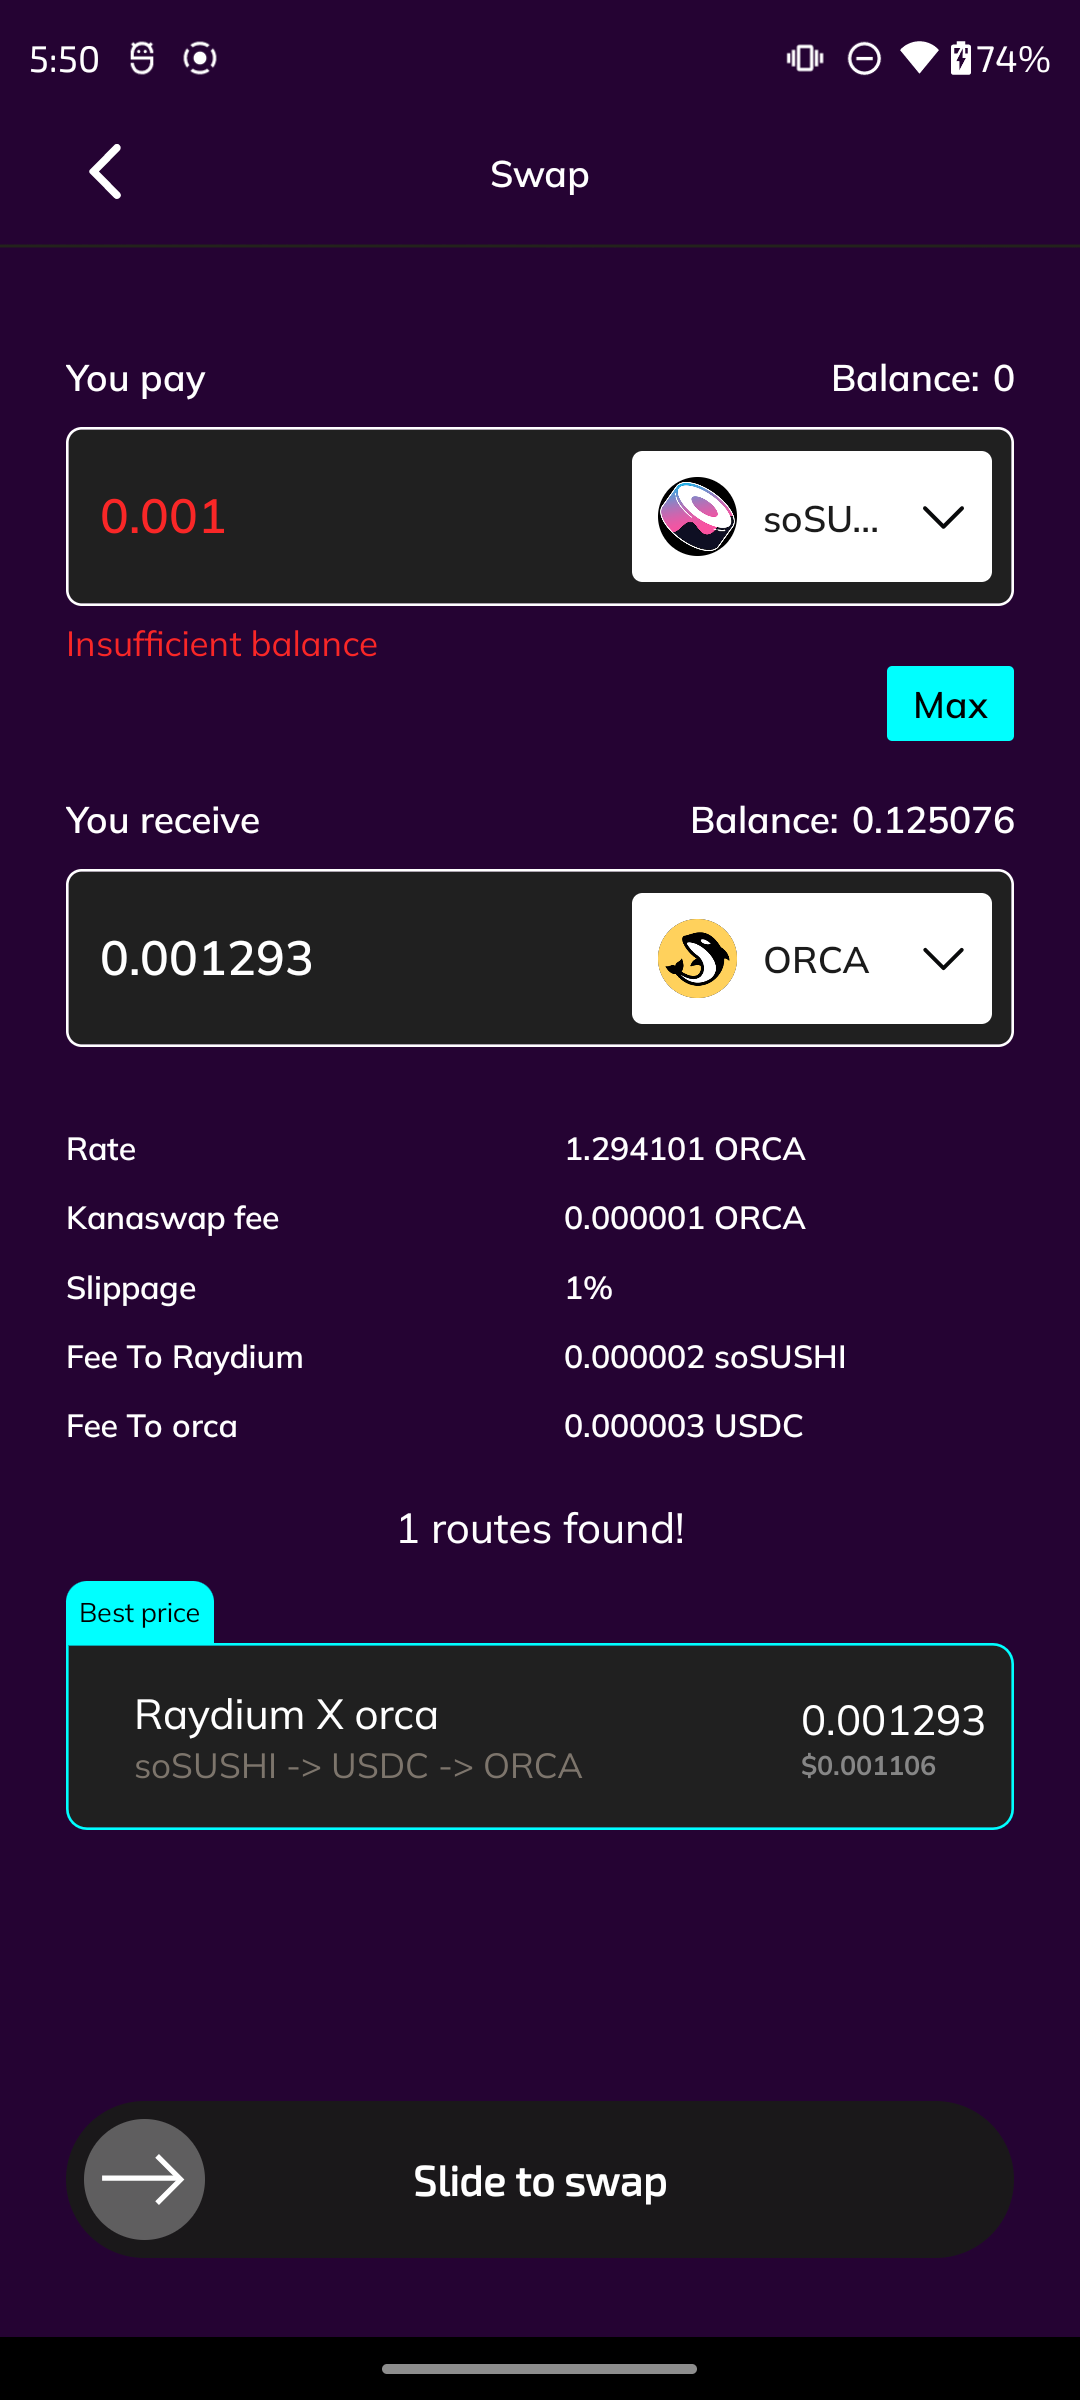 5:50
74%
Swap
You pay
Balance: 0
0.001
soSU...
Insufficient balance
Max
You receive
Balance: 0.125076
0.001293
ORCA
Rate
1.294101 ORCA
Kanaswap fee
0.000001 ORCA
Slippage
1%
Fee To Raydium
0.000002 soSUSHI
Fee To orca
0.000003 USDC
1 routes found!
Best price
Raydium X orca
0.001293
soSUSHI -> USDC -> ORCA
$0.001106
Slide to swap